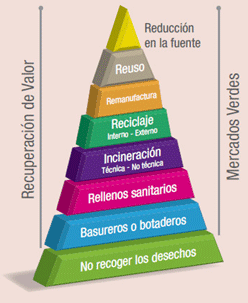 Reducción
en la fuente
Reuso
Remanufactura
Reciclaje
Interno - Externo
Incineración
Técnica - No técnica
Rellenos sanitarios
Basureros o botaderos
No recoger los desechos
Recuperación de Valor
Mercados Verdes